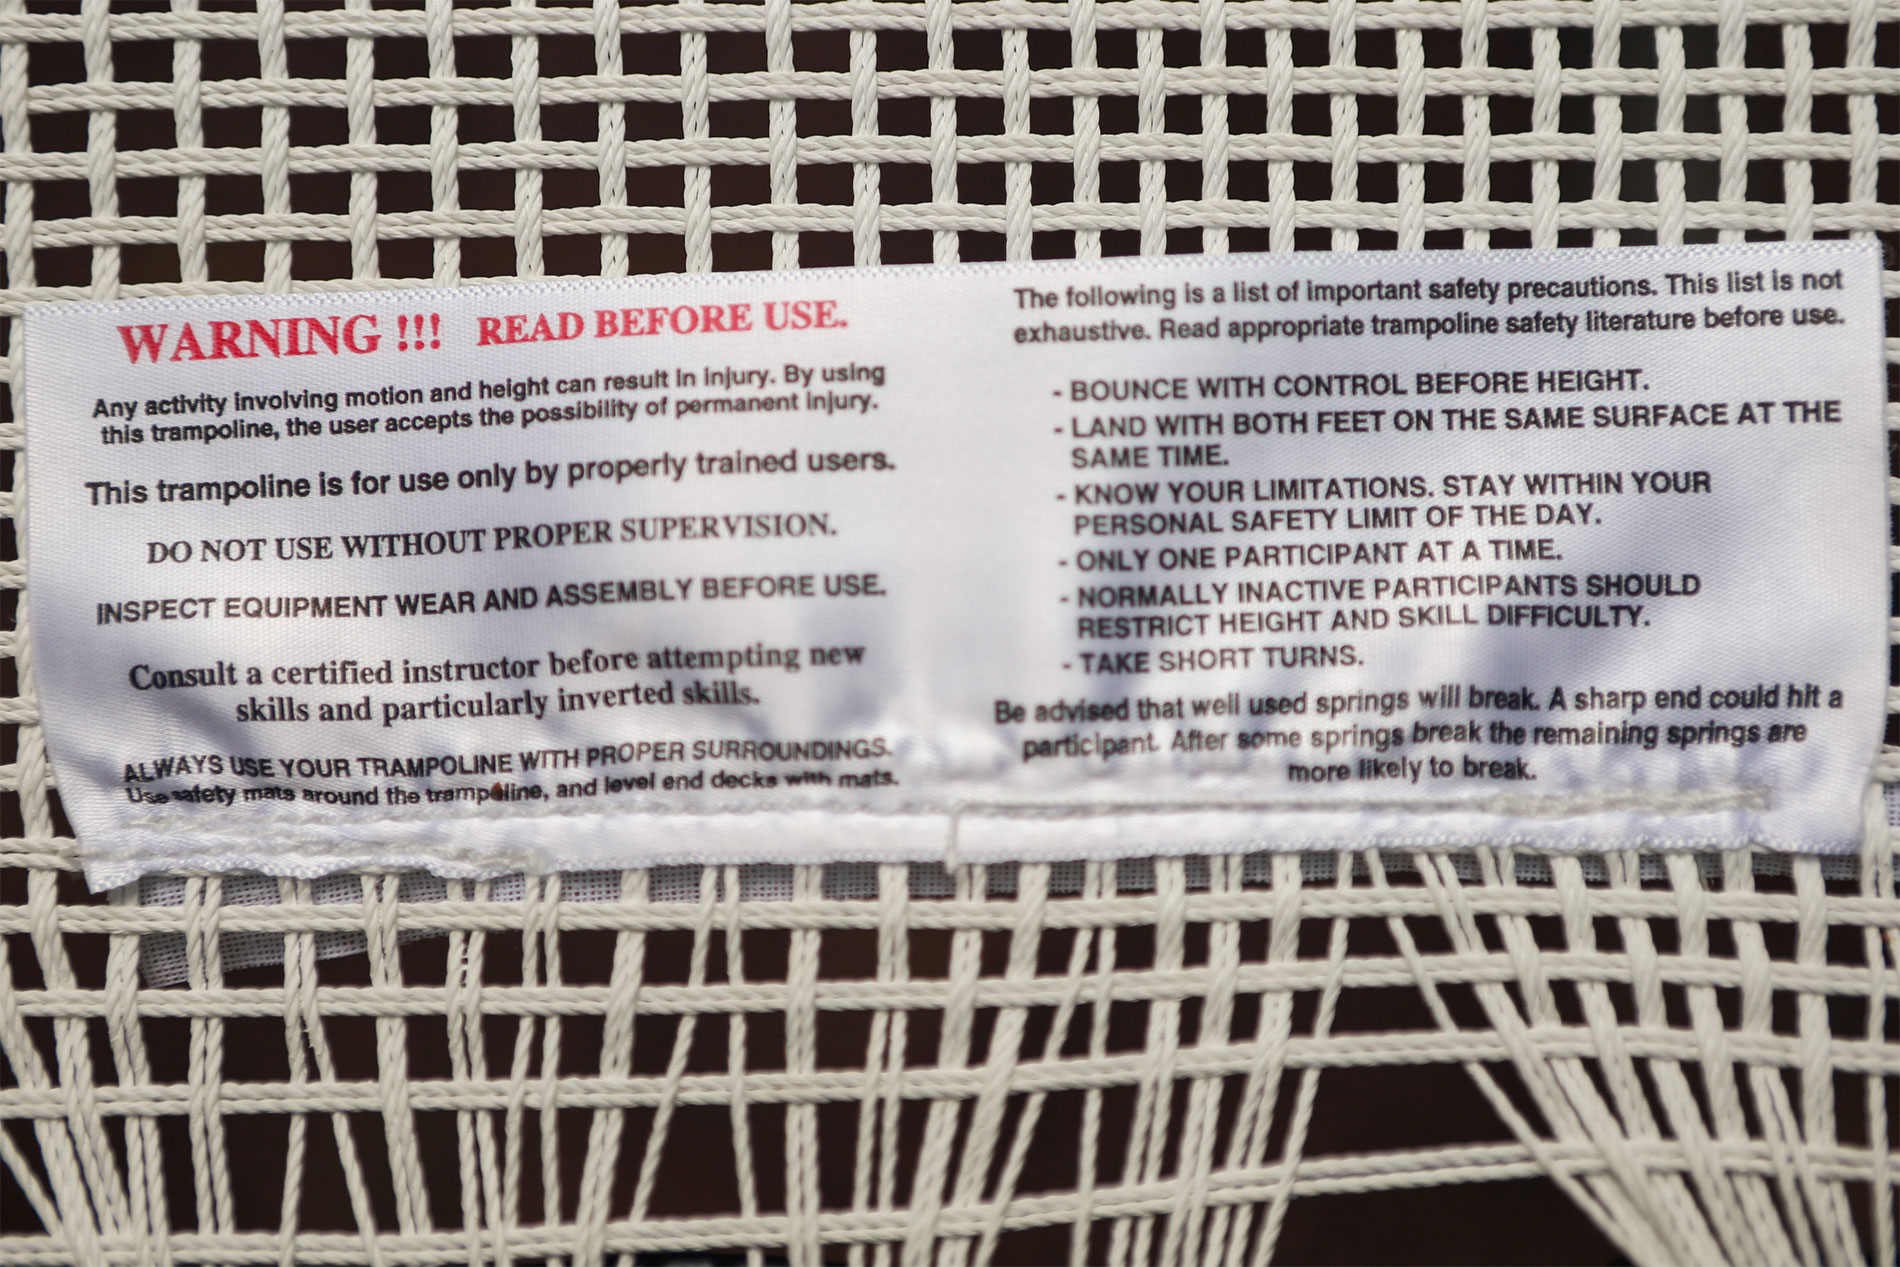 WARNING !!! READ BEFORE USE.
Any activity involving motion and height can result in injury. By using
this trampoline, the user accepts the possibility of permanent injury.
This trampoline is for use only by properly trained users.
DO NOT USE WITHOUT PROPER SUPERVISION.
INSPECT EQUIPMENT WEAR AND ASSEMBLY BEFORE USE.
Consult a certified instructor before attempting new
skills and particularly inverted skills.
ALWAYS USE YOUR TRAMPOLINE WITH PROPER SURROUNDINGS.
Use safety mats around the trampoline, and level end decks with mats.
The following is a list of important safety precautions. This list is not
exhaustive. Read appropriate trampoline safety literature before use.
- BOUNCE WITH CONTROL BEFORE HEIGHT.
- LAND WITH BOTH FEET ON THE SAME SURFACE AT THE
SAME TIME.
- KNOW YOUR LIMITATIONS. STAY WITHIN YOUR
PERSONAL SAFETY LIMIT OF THE DAY.
- ONLY ONE PARTICIPANT AT A TIME.
- NORMALLY INACTIVE PARTICIPANTS SHOULD
RESTRICT HEIGHT AND SKILL DIFFICULTY.
- TAKE SHORT TURNS.
Be advised that well used springs will break. A sharp end could hit a
participant. After some springs break the remaining springs are
more likely to break.